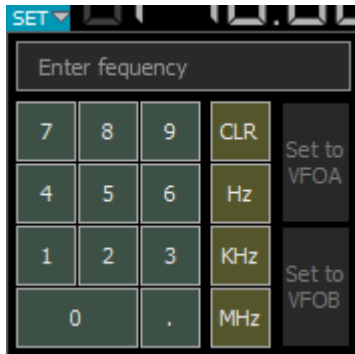 SET
Enter fequency
7 8 9 CLR
Set to
VFOA
4 5 6 Hz
1 2 3 KHz
Set to
VFOB
0 . MHz